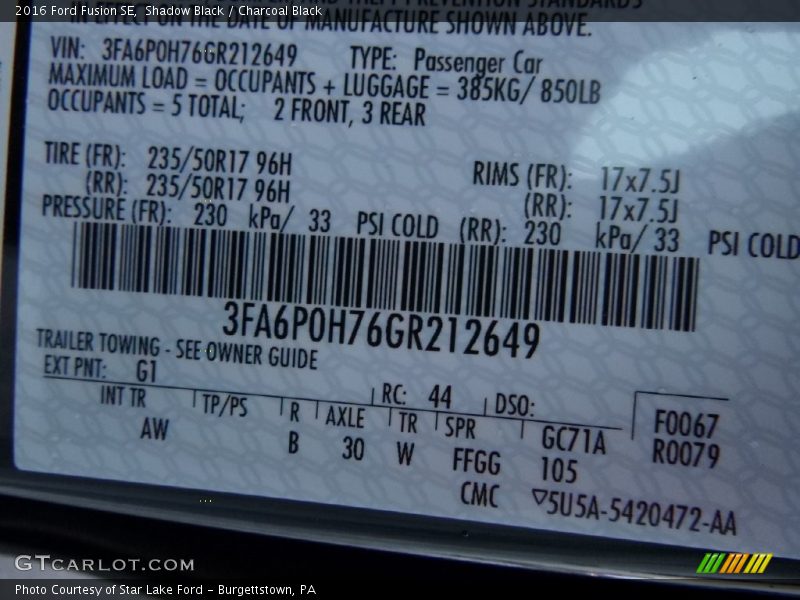 2016 Ford Fusion SE, Shadow Black / Charcoal Black
IN EFFECT ON THE DATE OF MANUFACTURE SHOWN ABOVE.
VIN: 3FA6P0H76GR212649 TYPE: Passenger Car
MAXIMUM LOAD = OCCUPANTS + LUGGAGE = 385KG/ 850LB
OCCUPANTS = 5 TOTAL; 2 FRONT, 3 REAR
TIRE (FR): 235/50R17 96H RIMS (FR): 17x7.5J
(RR): 235/50R17 96H (RR): 17x7.5J
PRESSURE (FR): 230 kPa/ 33 PSI COLD (RR): 230 kPa/ 33 PSI COLD
3FA6P0H76GR212649
TRAILER TOWING - SEE OWNER GUIDE
EXT PNT: G1 RC: 44 DSO: F0067
INT TR TP/PS R AXLE TR SPR GC71A R0079
AW B 30 W FFGG 105
CMC ▽5U5A-5420472-AA
GTCARLOT.COM
Photo Courtesy of Star Lake Ford - Burgettstown, PA